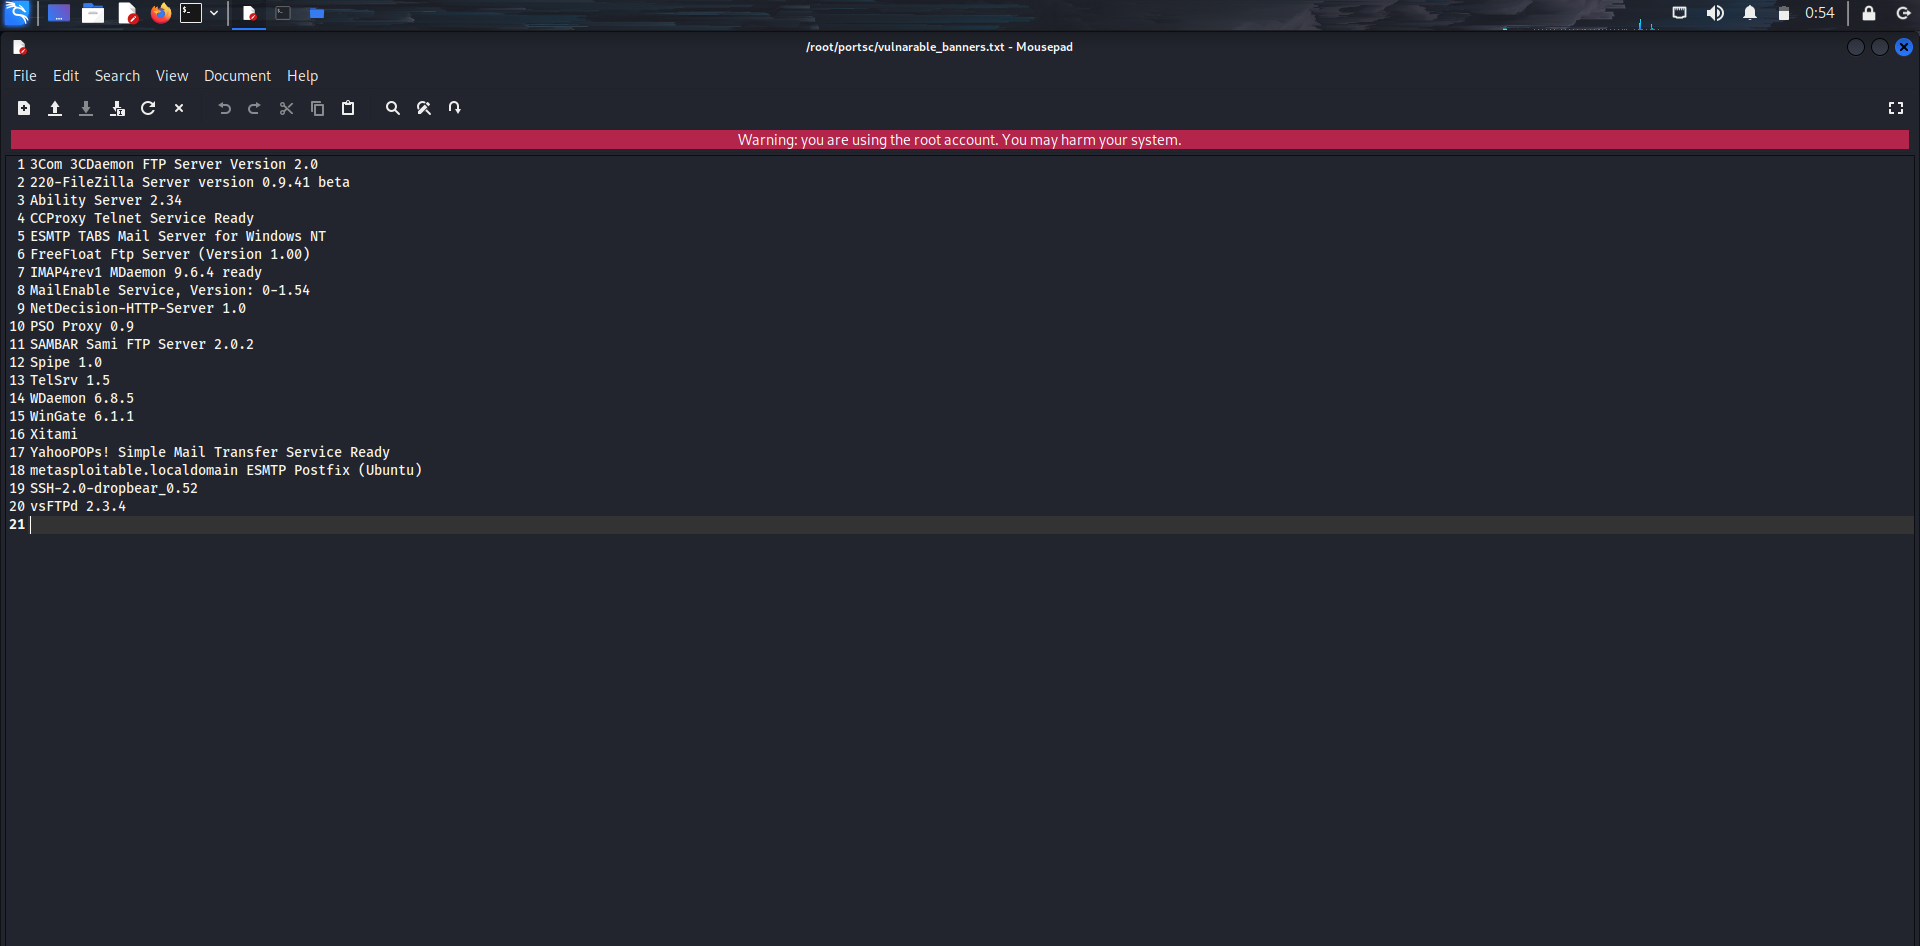 0:54
/root/portsc/vulnarable_banners.txt - Mousepad
File Edit Search View Document Help
Warning: you are using the root account. You may harm your system.
1 3Com 3CDaemon FTP Server Version 2.0
2 220-FileZilla Server version 0.9.41 beta
3 Ability Server 2.34
4 CCProxy Telnet Service Ready
5 ESMTP TABS Mail Server for Windows NT
6 FreeFloat Ftp Server (Version 1.00)
7 IMAP4rev1 MDaemon 9.6.4 ready
8 MailEnable Service, Version: 0-1.54
9 NetDecision-HTTP-Server 1.0
10 PSO Proxy 0.9
11 SAMBAR Sami FTP Server 2.0.2
12 Spipe 1.0
13 TelSrv 1.5
14 WDaemon 6.8.5
15 WinGate 6.1.1
16 Xitami
17 YahooPOPs! Simple Mail Transfer Service Ready
18 metasploitable.localdomain ESMTP Postfix (Ubuntu)
19 SSH-2.0-dropbear_0.52
20 vsFTPd 2.3.4
21